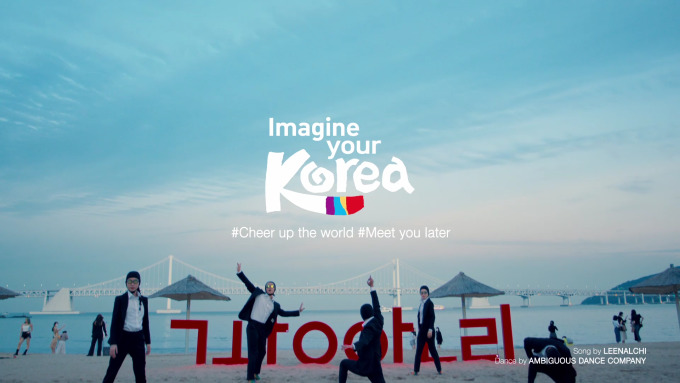 Imagine
your
Korea
#Cheer up the world #Meet you later
Song by LEENALCHI
Dance by AMBIGUOUS DANCE COMPANY